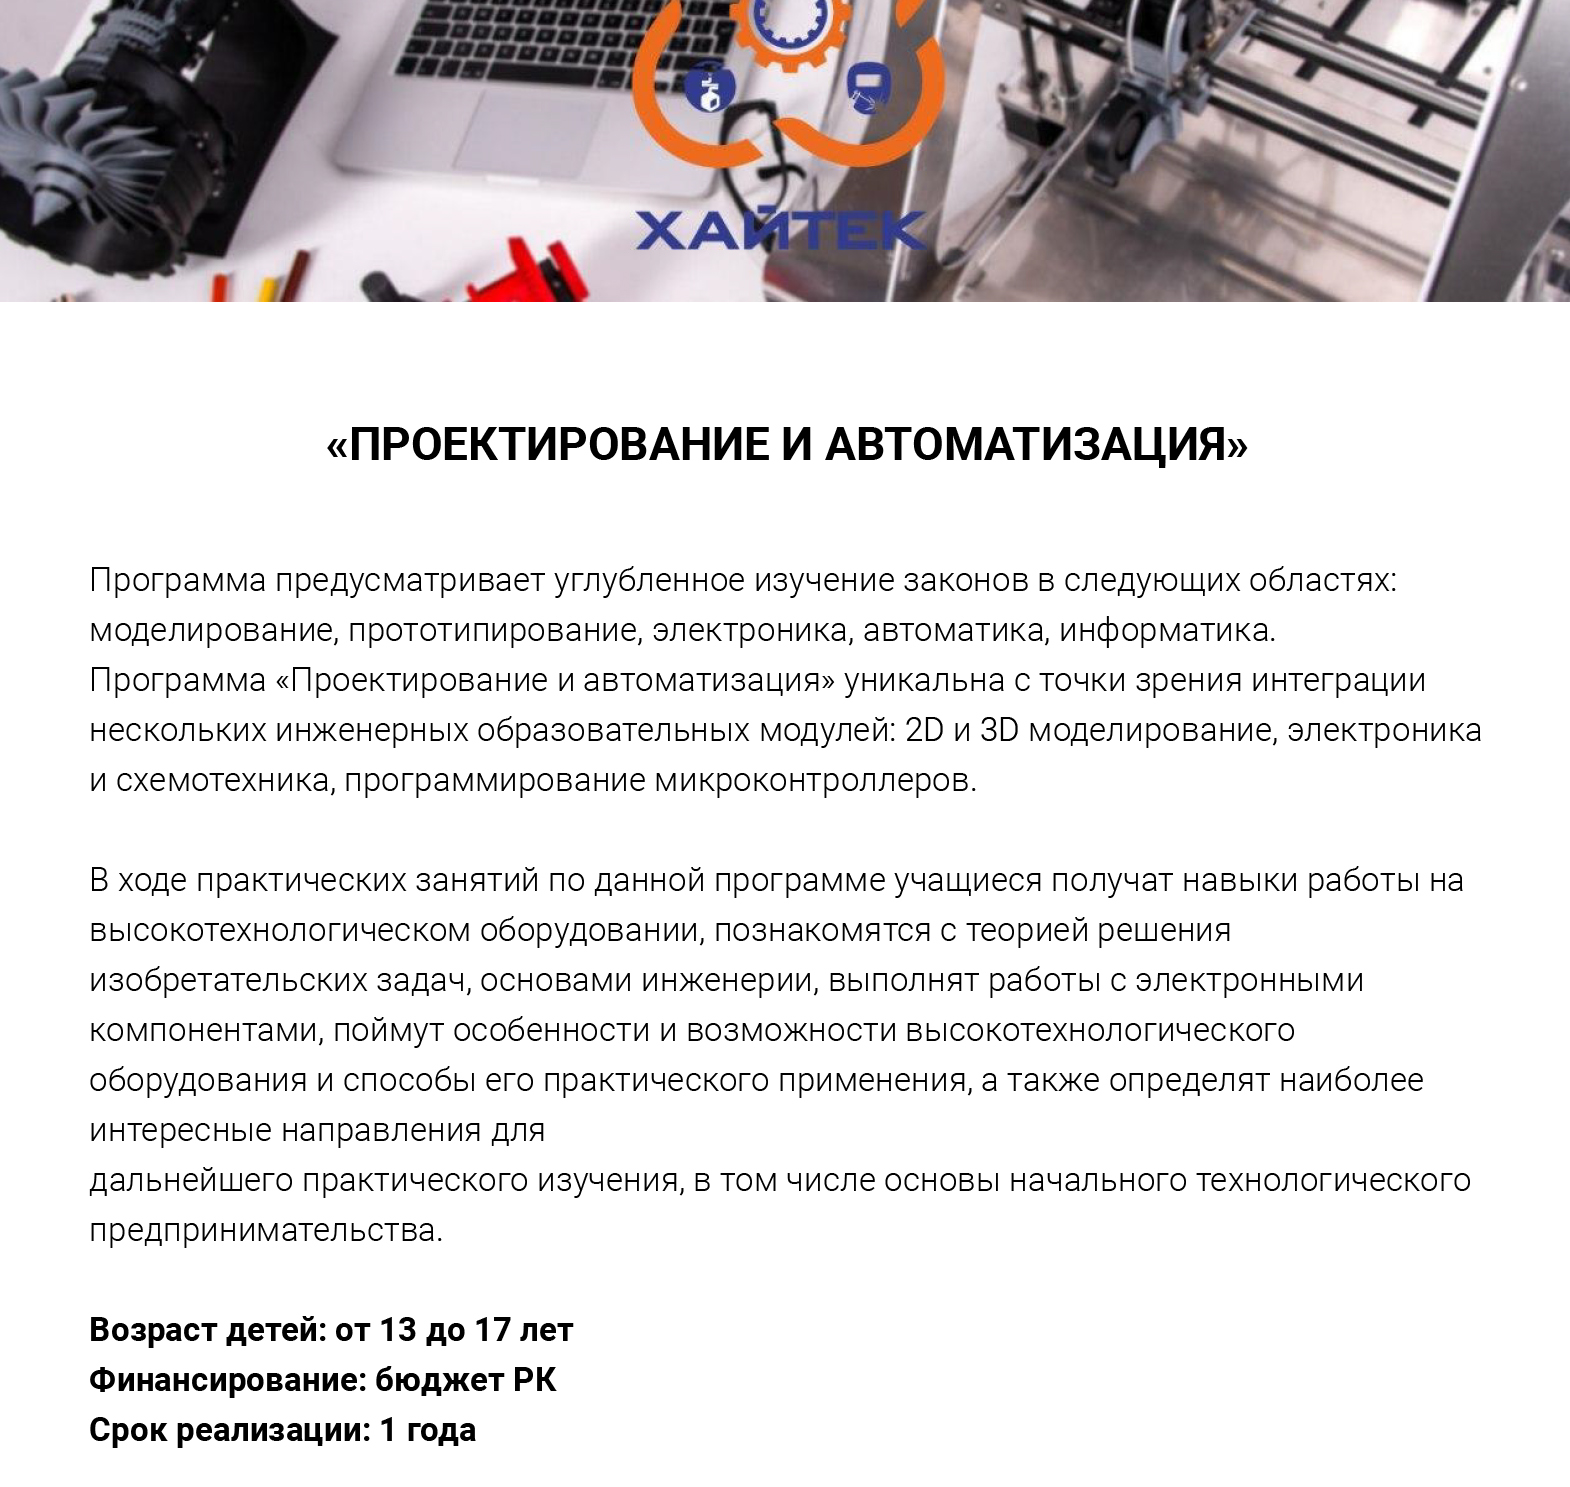 ХАЙТЕК
«ПРОЕКТИРОВАНИЕ И АВТОМАТИЗАЦИЯ»
Программа предусматривает углубленное изучение законов в следующих областях:
моделирование, прототипирование, электроника, автоматика, информатика.
Программа «Проектирование и автоматизация» уникальна с точки зрения интеграции
нескольких инженерных образовательных модулей: 2D и 3D моделирование, электроника
и схемотехника, программирование микроконтроллеров.
В ходе практических занятий по данной программе учащиеся получат навыки работы на
высокотехнологическом оборудовании, познакомятся с теорией решения
изобретательских задач, основами инженерии, выполнят работы с электронными
компонентами, поймут особенности и возможности высокотехнологического
оборудования и способы его практического применения, а также определят наиболее
интересные направления для
дальнейшего практического изучения, в том числе основы начального технологического
предпринимательства.
Возраст детей: от 13 до 17 лет
Финансирование: бюджет РК
Срок реализации: 1 года